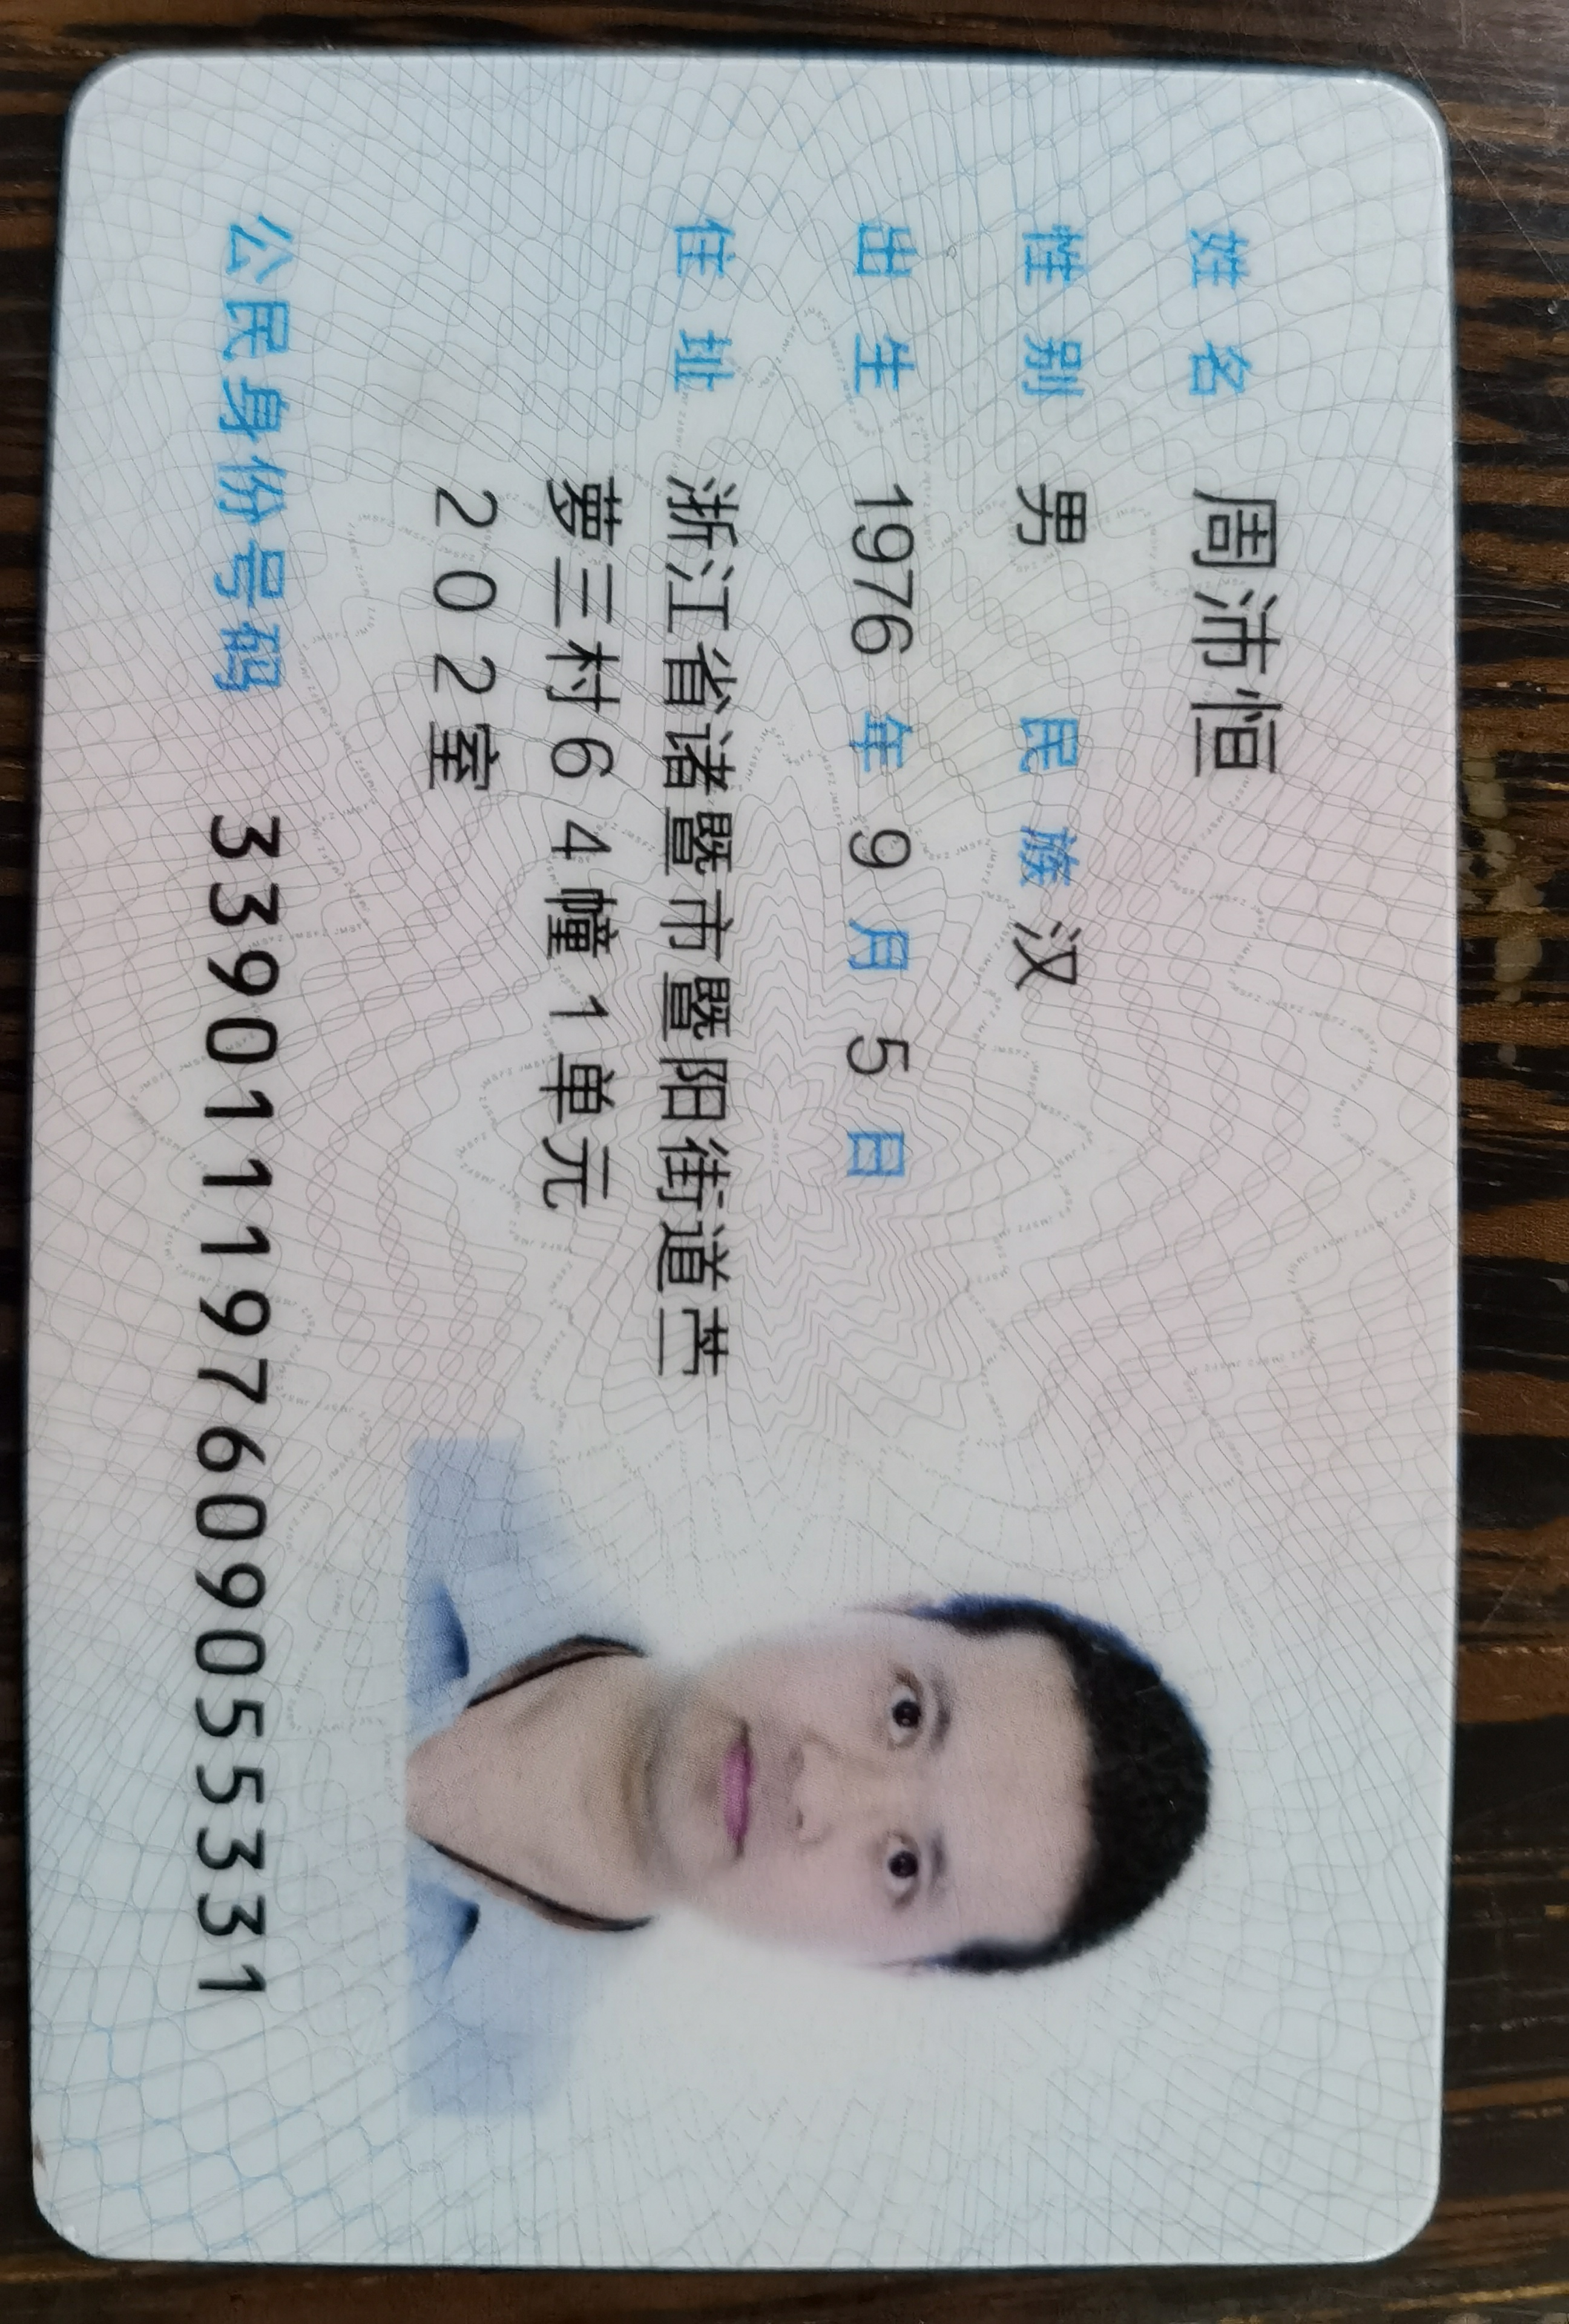 姓名 周沛恒
性别 男 民族 汉
出生 1976 年 9 月 5 日
住址 浙江省诸暨市暨阳街道苎
萝三村64幢1单元
202室
公民身份号码 339011197609055331